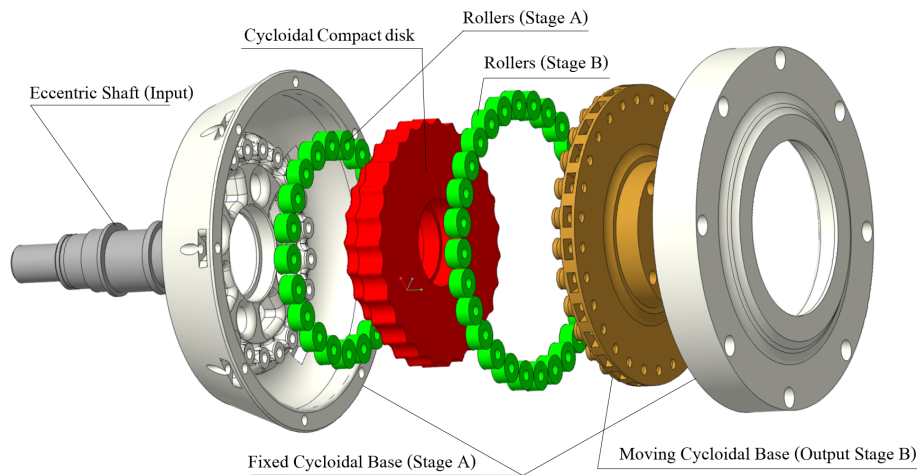 Rollers (Stage A)
Cycloidal Compact disk
Rollers (Stage B)
Eccentric Shaft (Input)
Fixed Cycloidal Base (Stage A)
Moving Cycloidal Base (Output Stage B)